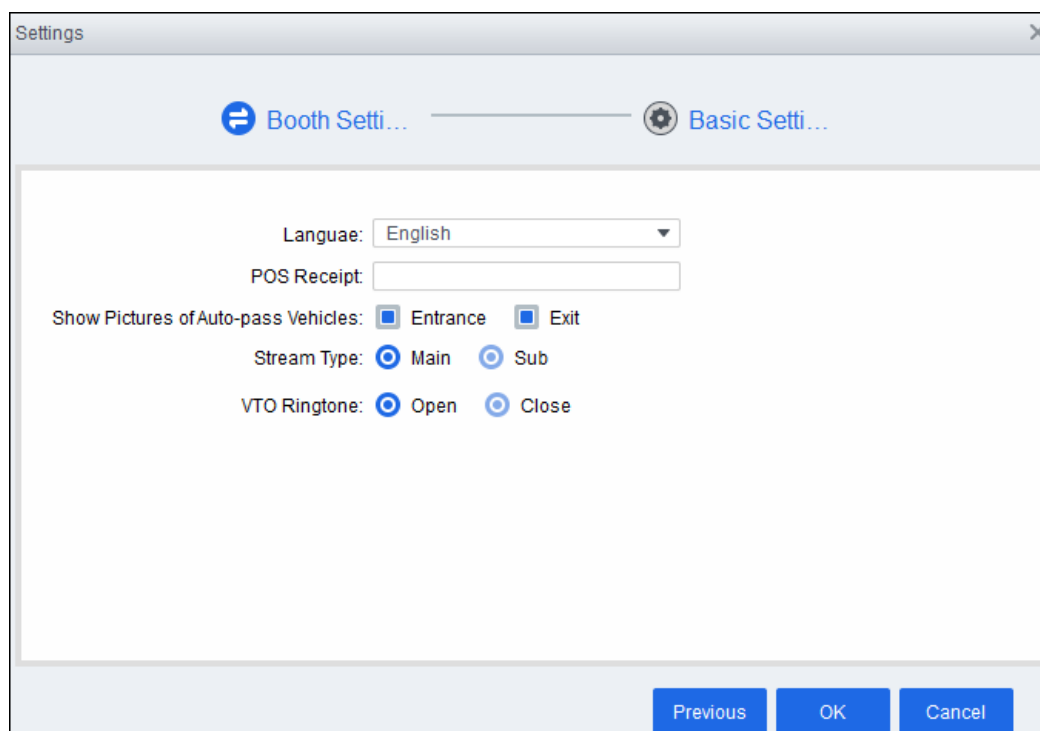 Settings
Booth Setti... Basic Setti...
Languae: English
POS Receipt:
Show Pictures of Auto-pass Vehicles: Entrance Exit
Stream Type: Main Sub
VTO Ringtone: Open Close
Previous OK Cancel